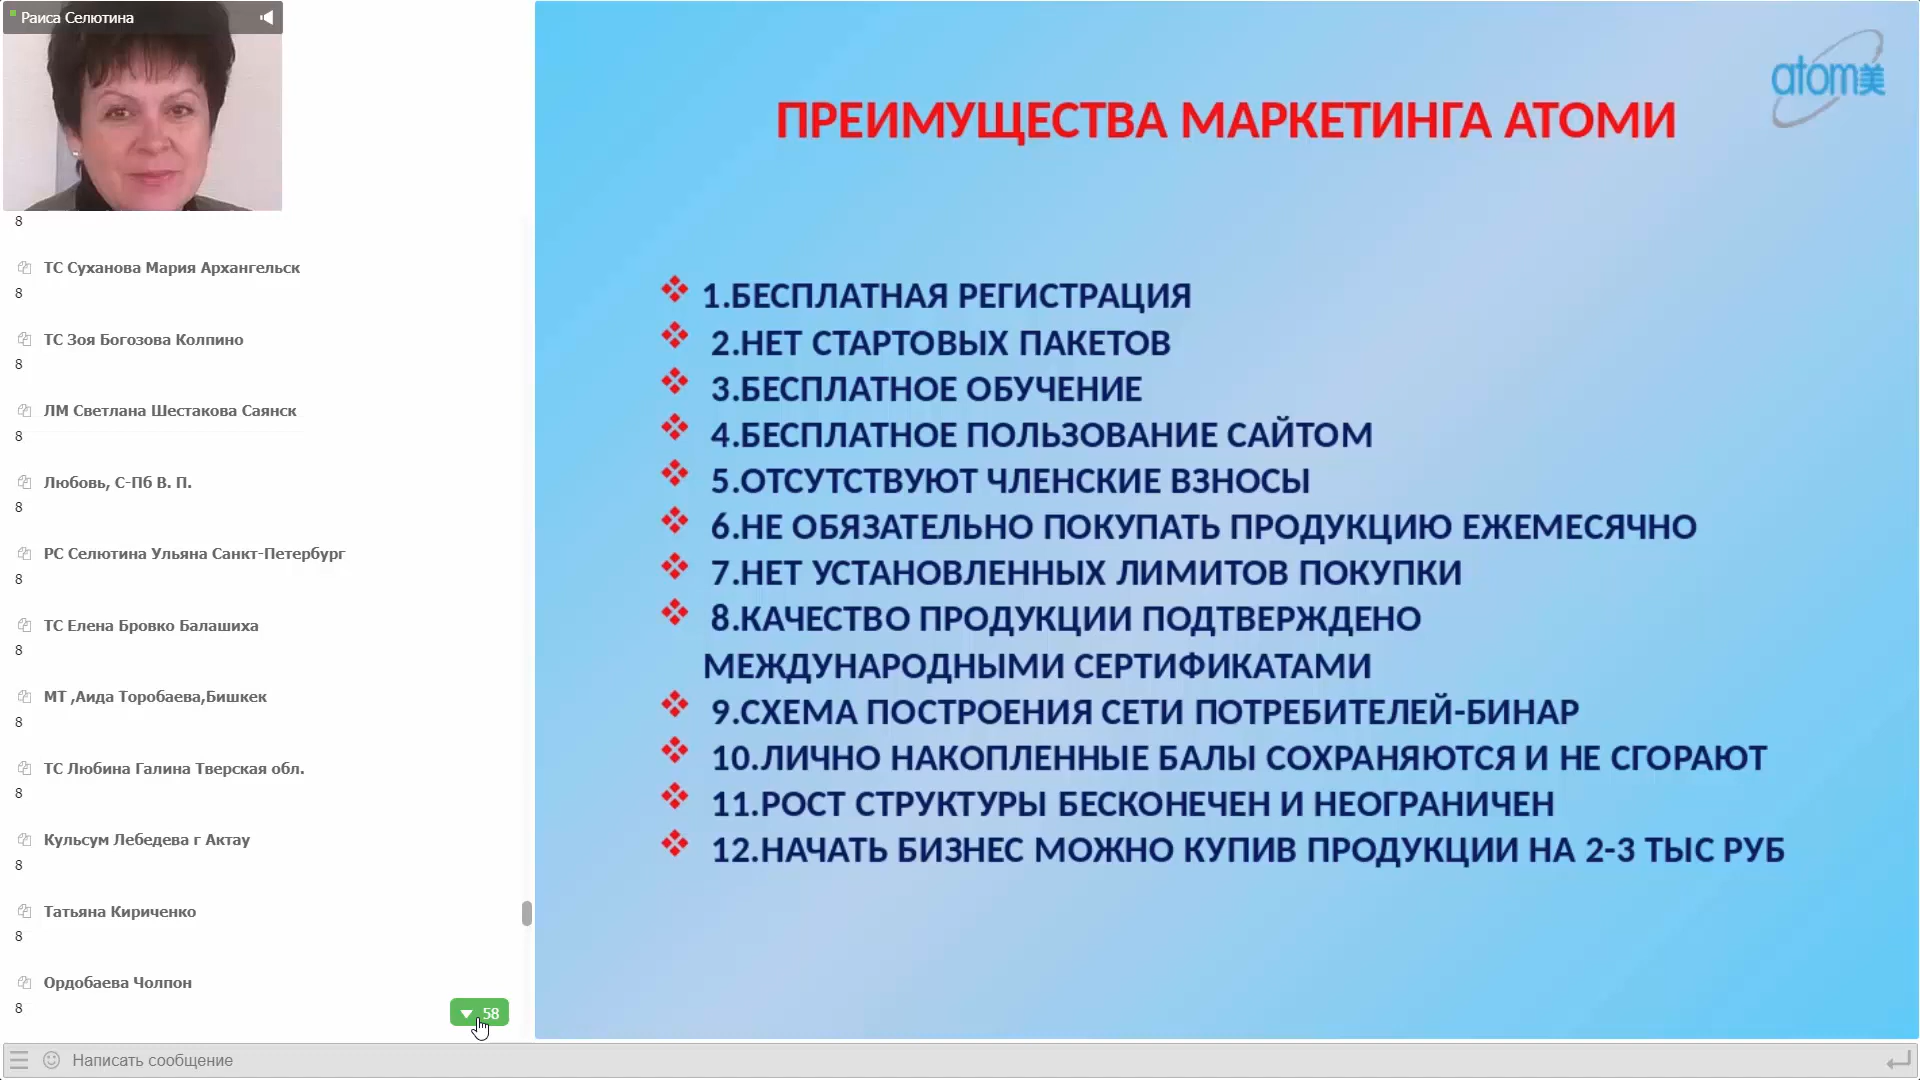 Раиса Селютина
8
ТС Суханова Мария Архангельск
8
ТС Зоя Богозова Колпино
8
ЛМ Светлана Шестакова Саянск
8
Любовь, С-Пб В. П.
8
РС Селютина Ульяна Санкт-Петербург
8
ТС Елена Бровко Балашиха
8
МТ ,Аида Торобаева,Бишкек
8
ТС Любина Галина Тверская обл.
8
Кульсум Лебедева г Актау
8
Татьяна Кириченко
8
Ордобаева Чолпон
8
58
Написать сообщение
atom美
ПРЕИМУЩЕСТВА МАРКЕТИНГА АТОМИ
1.БЕСПЛАТНАЯ РЕГИСТРАЦИЯ
2.НЕТ СТАРТОВЫХ ПАКЕТОВ
3.БЕСПЛАТНОЕ ОБУЧЕНИЕ
4.БЕСПЛАТНОЕ ПОЛЬЗОВАНИЕ САЙТОМ
5.ОТСУТСТВУЮТ ЧЛЕНСКИЕ ВЗНОСЫ
6.НЕ ОБЯЗАТЕЛЬНО ПОКУПАТЬ ПРОДУКЦИЮ ЕЖЕМЕСЯЧНО
7.НЕТ УСТАНОВЛЕННЫХ ЛИМИТОВ ПОКУПКИ
8.КАЧЕСТВО ПРОДУКЦИИ ПОДТВЕРЖДЕНО
МЕЖДУНАРОДНЫМИ СЕРТИФИКАТАМИ
9.СХЕМА ПОСТРОЕНИЯ СЕТИ ПОТРЕБИТЕЛЕЙ-БИНАР
10.ЛИЧНО НАКОПЛЕННЫЕ БАЛЫ СОХРАНЯЮТСЯ И НЕ СГОРАЮТ
11.РОСТ СТРУКТУРЫ БЕСКОНЕЧЕН И НЕОГРАНИЧЕН
12.НАЧАТЬ БИЗНЕС МОЖНО КУПИВ ПРОДУКЦИИ НА 2-3 ТЫС РУБ